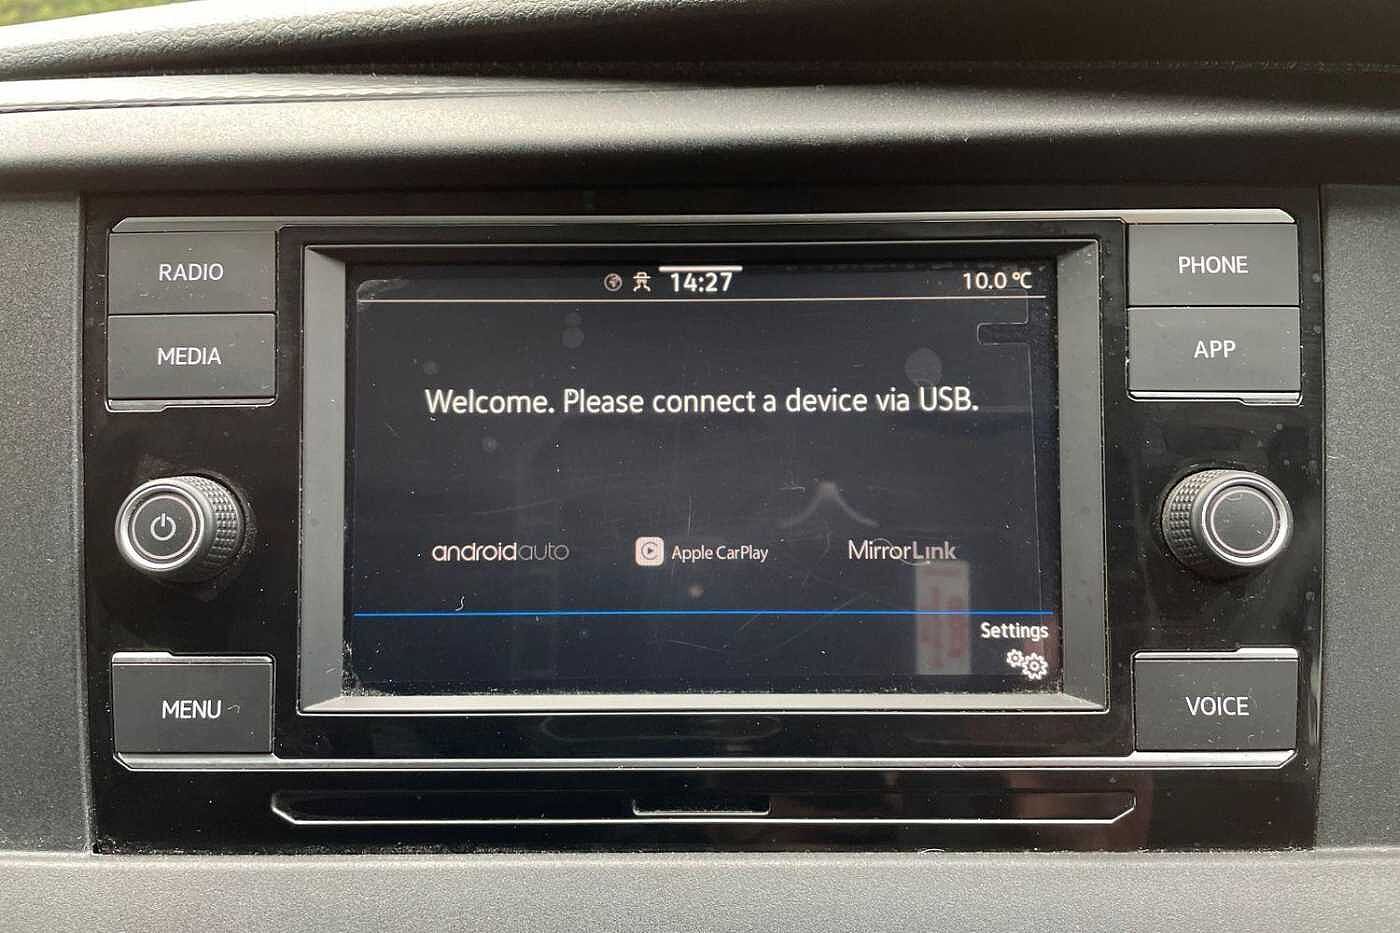 RADIO
MEDIA
MENU
14:27
10.0 °C
Welcome. Please connect a device via USB.
androidauto
Apple CarPlay
MirrorLink
Settings
PHONE
APP
VOICE